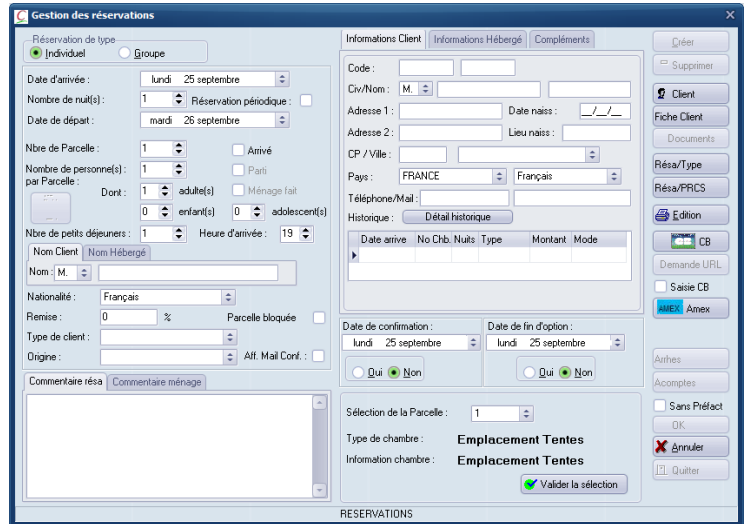 Gestion des réservations
Réservation de type
Individuel Groupe
Date d'arrivée : lundi 25 septembre
Nombre de nuit(s) : 1 Réservation périodique :
Date de départ : mardi 26 septembre
Nbre de Parcelle : 1 Arrivé
Nombre de personne(s) : 1 Parti
par Parcelle :
Dont : 1 adulte(s) Ménage fait
0 enfant(s) 0 adolescent(s)
Nbre de petits déjeuners : 1 Heure d'arrivée : 19
Nom Client Nom Hébergé
Nom : M.
Nationalité : Français
Remise : 0 % Parcelle bloquée
Type de client :
Origine : Aff. Mail Conf. :
Commentaire résa Commentaire ménage
Informations Client Informations Hébergé Compléments
Code :
Civ/Nom : M.
Adresse 1 : Date naiss : __/__/__
Adresse 2 : Lieu naiss :
CP / Ville :
Pays : FRANCE Français
Téléphone/Mail :
Historique : Détail historique
Date arrive No Chb. Nuits Type Montant Mode
Date de confirmation : Date de fin d'option :
lundi 25 septembre lundi 25 septembre
Oui Non Oui Non
Sélection de la Parcelle : 1
Type de chambre : Emplacement Tentes
Information chambre : Emplacement Tentes
Valider la sélection
RESERVATIONS
Créer
Supprimer
Client
Fiche Client
Documents
Résa/Type
Résa/PRCS
Edition
CB
Demande URL
Saisie CB
AMEX Amex
Arrhes
Acomptes
Sans Préfact
OK
Annuler
Quitter